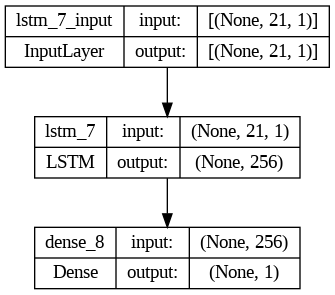 lstm_7_input input: [(None, 21, 1)]
InputLayer output: [(None, 21, 1)]
lstm_7 input: (None, 21, 1)
LSTM output: (None, 256)
dense_8 input: (None, 256)
Dense output: (None, 1)